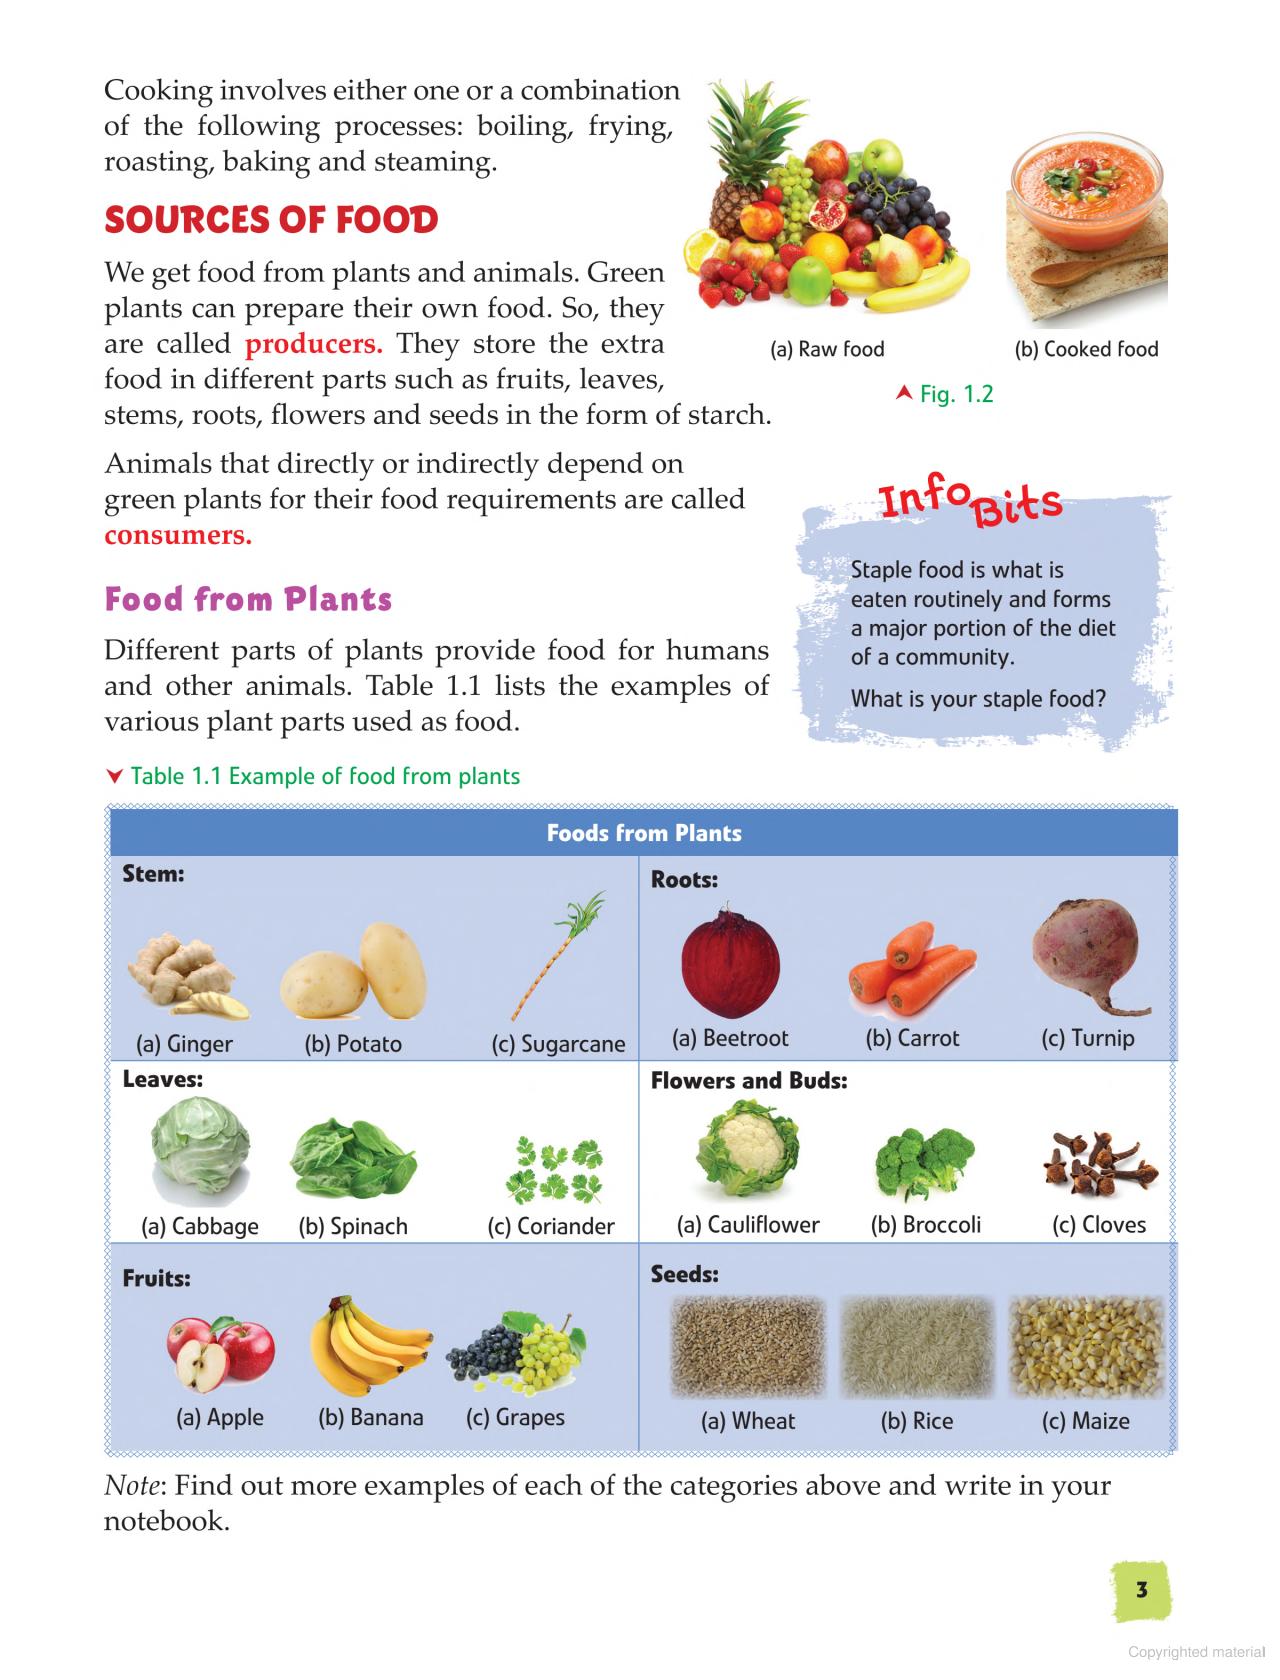 Cooking involves either one or a combination
of the following processes: boiling, frying,
roasting, baking and steaming.
SOURCES OF FOOD
We get food from plants and animals. Green
plants can prepare their own food. So, they
are called producers. They store the extra
food in different parts such as fruits, leaves,
stems, roots, flowers and seeds in the form of starch.
(a) Raw food
(b) Cooked food
Fig. 1.2
Animals that directly or indirectly depend on
green plants for their food requirements are called
consumers.
Info Bits
Staple food is what is
eaten routinely and forms
a major portion of the diet
of a community.
What is your staple food?
Food from Plants
Different parts of plants provide food for humans
and other animals. Table 1.1 lists the examples of
various plant parts used as food.
Table 1.1 Example of food from plants
Foods from Plants
Stem:
(a) Ginger
(b) Potato
(c) Sugarcane
Roots:
(a) Beetroot
(b) Carrot
(c) Turnip
Leaves:
(a) Cabbage
(b) Spinach
(c) Coriander
Flowers and Buds:
(a) Cauliflower
(b) Broccoli
(c) Cloves
Fruits:
(a) Apple
(b) Banana
(c) Grapes
Seeds:
(a) Wheat
(b) Rice
(c) Maize
Note: Find out more examples of each of the categories above and write in your
notebook.
3
Copyrighted material